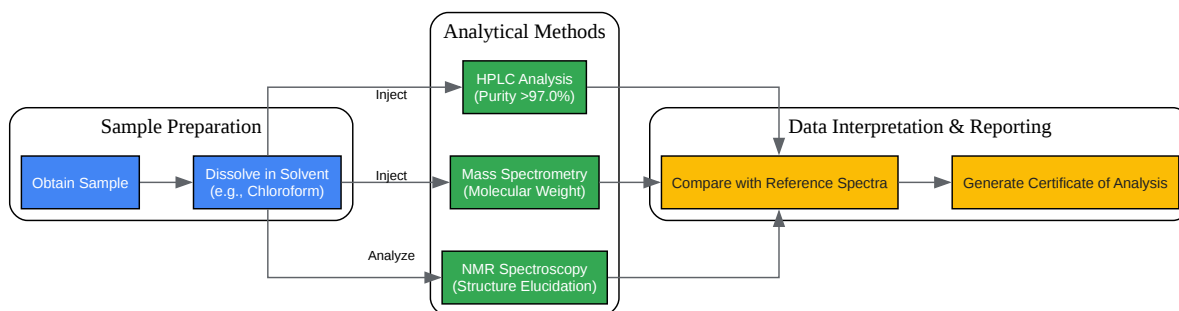 Analytical Methods
HPLC Analysis
(Purity >97.0%)
Inject
Sample Preparation
Data Interpretation & Reporting
Obtain Sample
Dissolve in Solvent
(e.g., Chloroform)
Inject
Mass Spectrometry
(Molecular Weight)
Compare with Reference Spectra
Generate Certificate of Analysis
Analyze
NMR Spectroscopy
(Structure Elucidation)